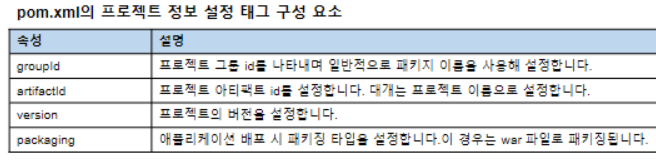 pom.xml의 프로젝트 정보 설정 태그 구성 요소
속성 설명
groupId 프로젝트 그룹 id를 나타내며 일반적으로 패키지 이름을 사용해 설정합니다.
artifactId 프로젝트 아티팩트 id를 설정합니다. 대개는 프로젝트 이름으로 설정합니다.
version 프로젝트의 버전을 설정합니다.
packaging 애플리케이션 배포 시 패키징 타입을 설정합니다.이 경우는 war 파일로 패키징됩니다.